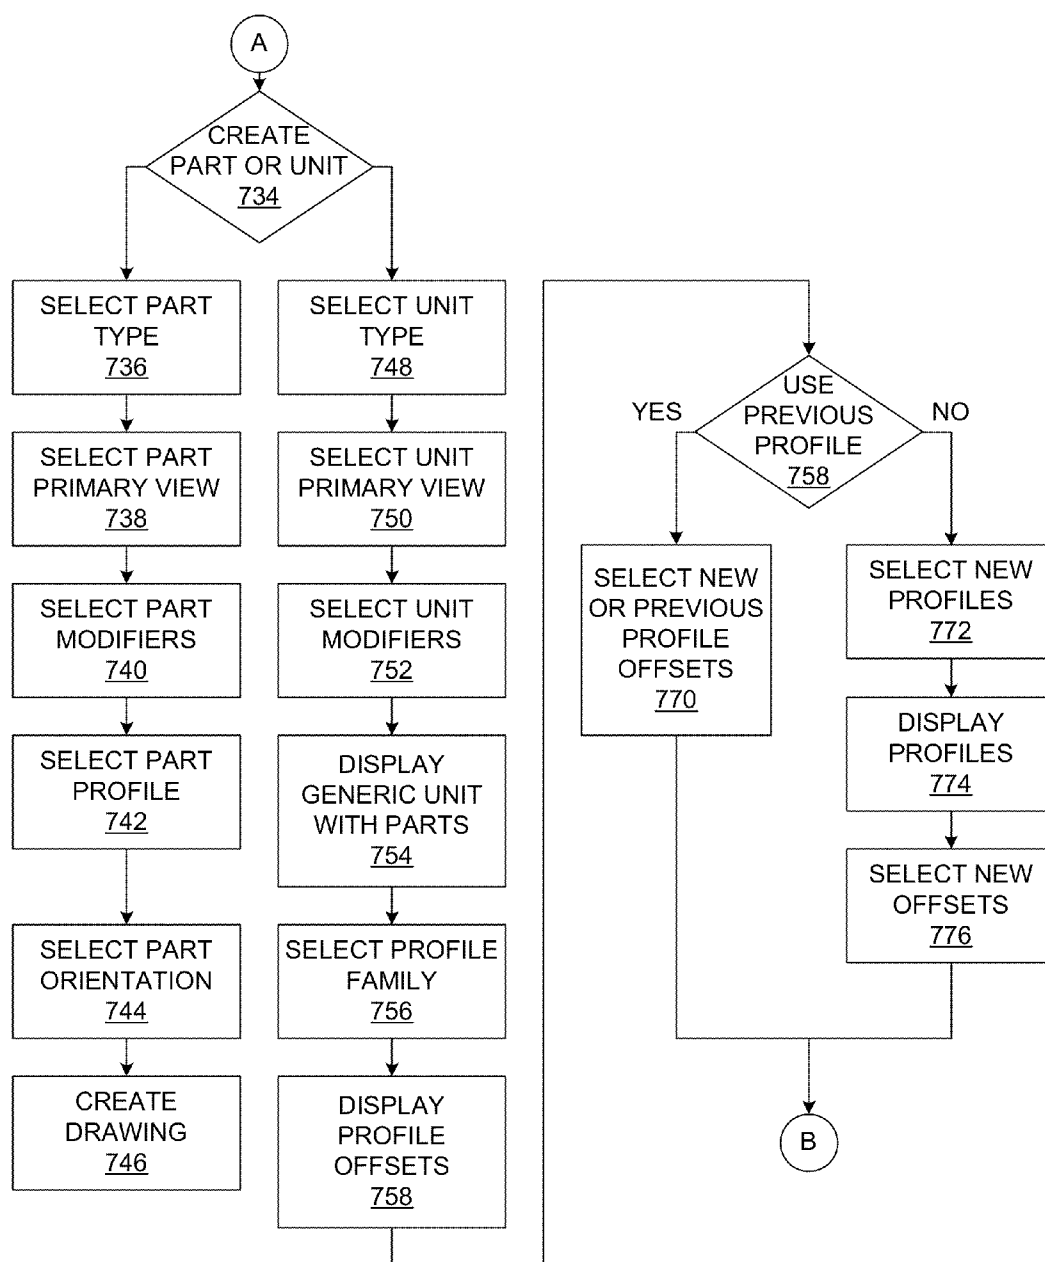 A
CREATE
PART OR UNIT
734
SELECT PART
TYPE
736
SELECT PART
PRIMARY VIEW
738
SELECT PART
MODIFIERS
740
SELECT PART
PROFILE
742
SELECT PART
ORIENTATION
744
CREATE
DRAWING
746
SELECT UNIT
TYPE
748
SELECT UNIT
PRIMARY VIEW
750
SELECT UNIT
MODIFIERS
752
DISPLAY
GENERIC UNIT
WITH PARTS
754
SELECT PROFILE
FAMILY
756
DISPLAY
PROFILE
OFFSETS
758
USE
PREVIOUS
PROFILE
758
YES
NO
SELECT NEW
OR PREVIOUS
PROFILE
OFFSETS
770
SELECT NEW
PROFILES
772
DISPLAY
PROFILES
774
SELECT NEW
OFFSETS
776
B